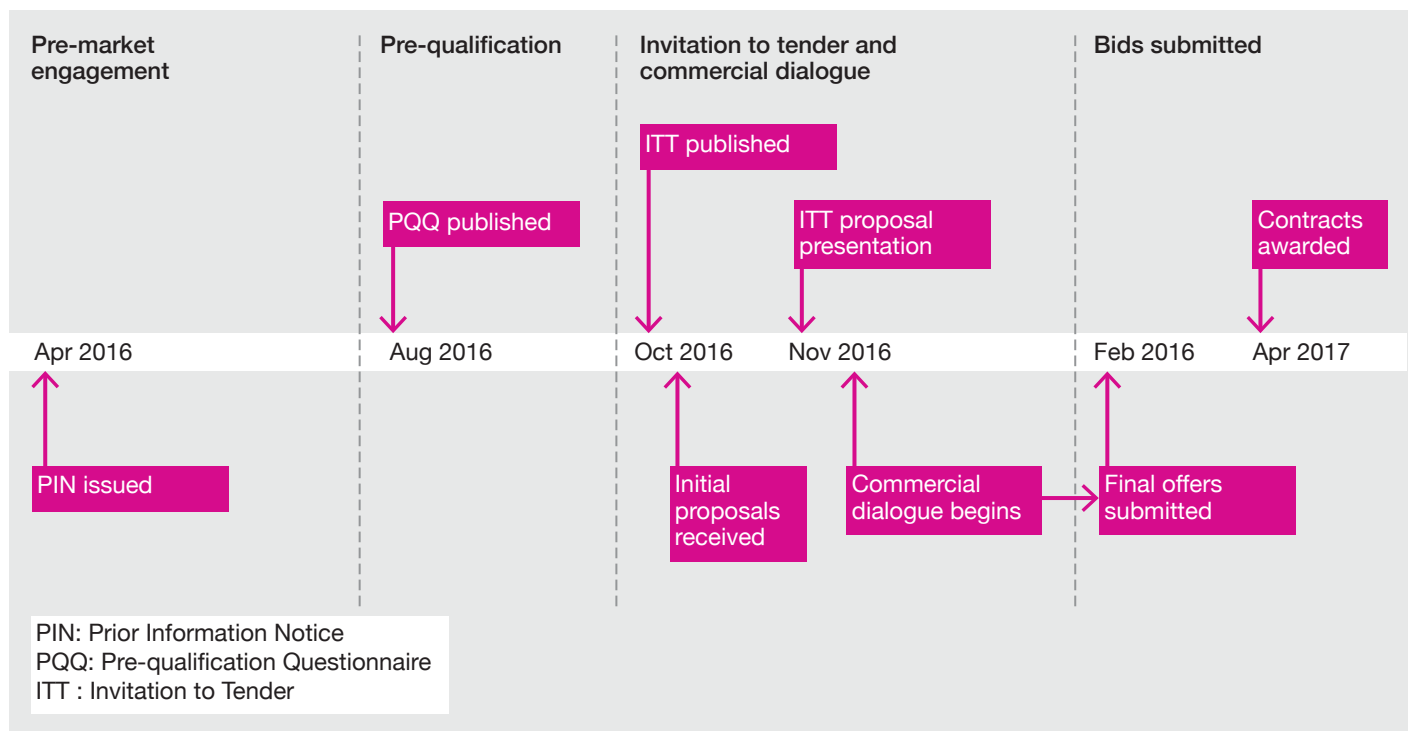 Pre-market
engagement
Pre-qualification
Invitation to tender and
commercial dialogue
Bids submitted
ITT published
PQQ published
ITT proposal
presentation
Contracts
awarded
Apr 2016
Aug 2016
Oct 2016
Nov 2016
Feb 2016
Apr 2017
PIN issued
Initial
proposals
received
Commercial
dialogue begins
Final offers
submitted
PIN: Prior Information Notice
PQQ: Pre-qualification Questionnaire
ITT : Invitation to Tender